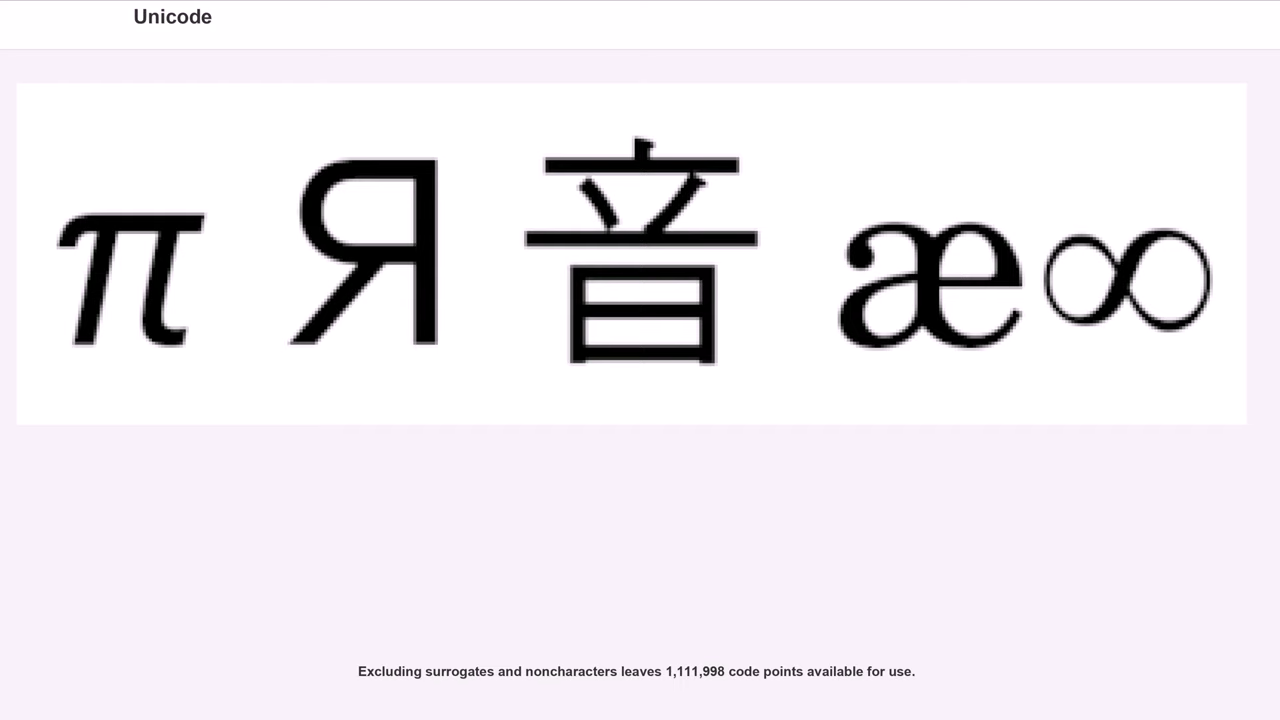 Unicode
π Я 音 æ∞
Excluding surrogates and noncharacters leaves 1,111,998 code points available for use.